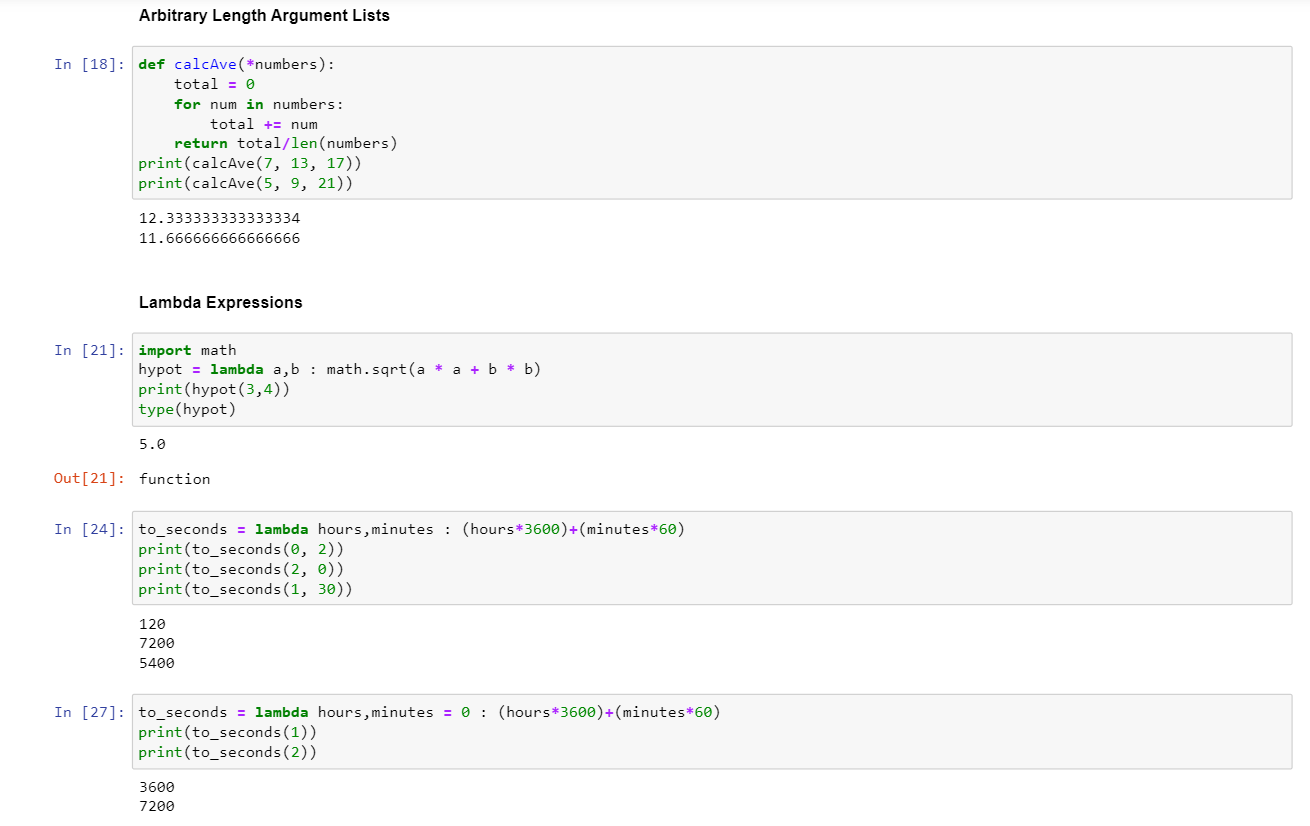 Arbitrary Length Argument Lists
In [18]: def calcAve(*numbers):
    total = 0
    for num in numbers:
        total += num
    return total/len(numbers)
print(calcAve(7, 13, 17))
print(calcAve(5, 9, 21))
12.333333333333334
11.666666666666666
Lambda Expressions
In [21]: import math
hypot = lambda a,b : math.sqrt(a * a + b * b)
print(hypot(3,4))
type(hypot)
5.0
Out[21]: function
In [24]: to_seconds = lambda hours,minutes : (hours*3600)+(minutes*60)
print(to_seconds(0, 2))
print(to_seconds(2, 0))
print(to_seconds(1, 30))
120
7200
5400
In [27]: to_seconds = lambda hours,minutes = 0 : (hours*3600)+(minutes*60)
print(to_seconds(1))
print(to_seconds(2))
3600
7200